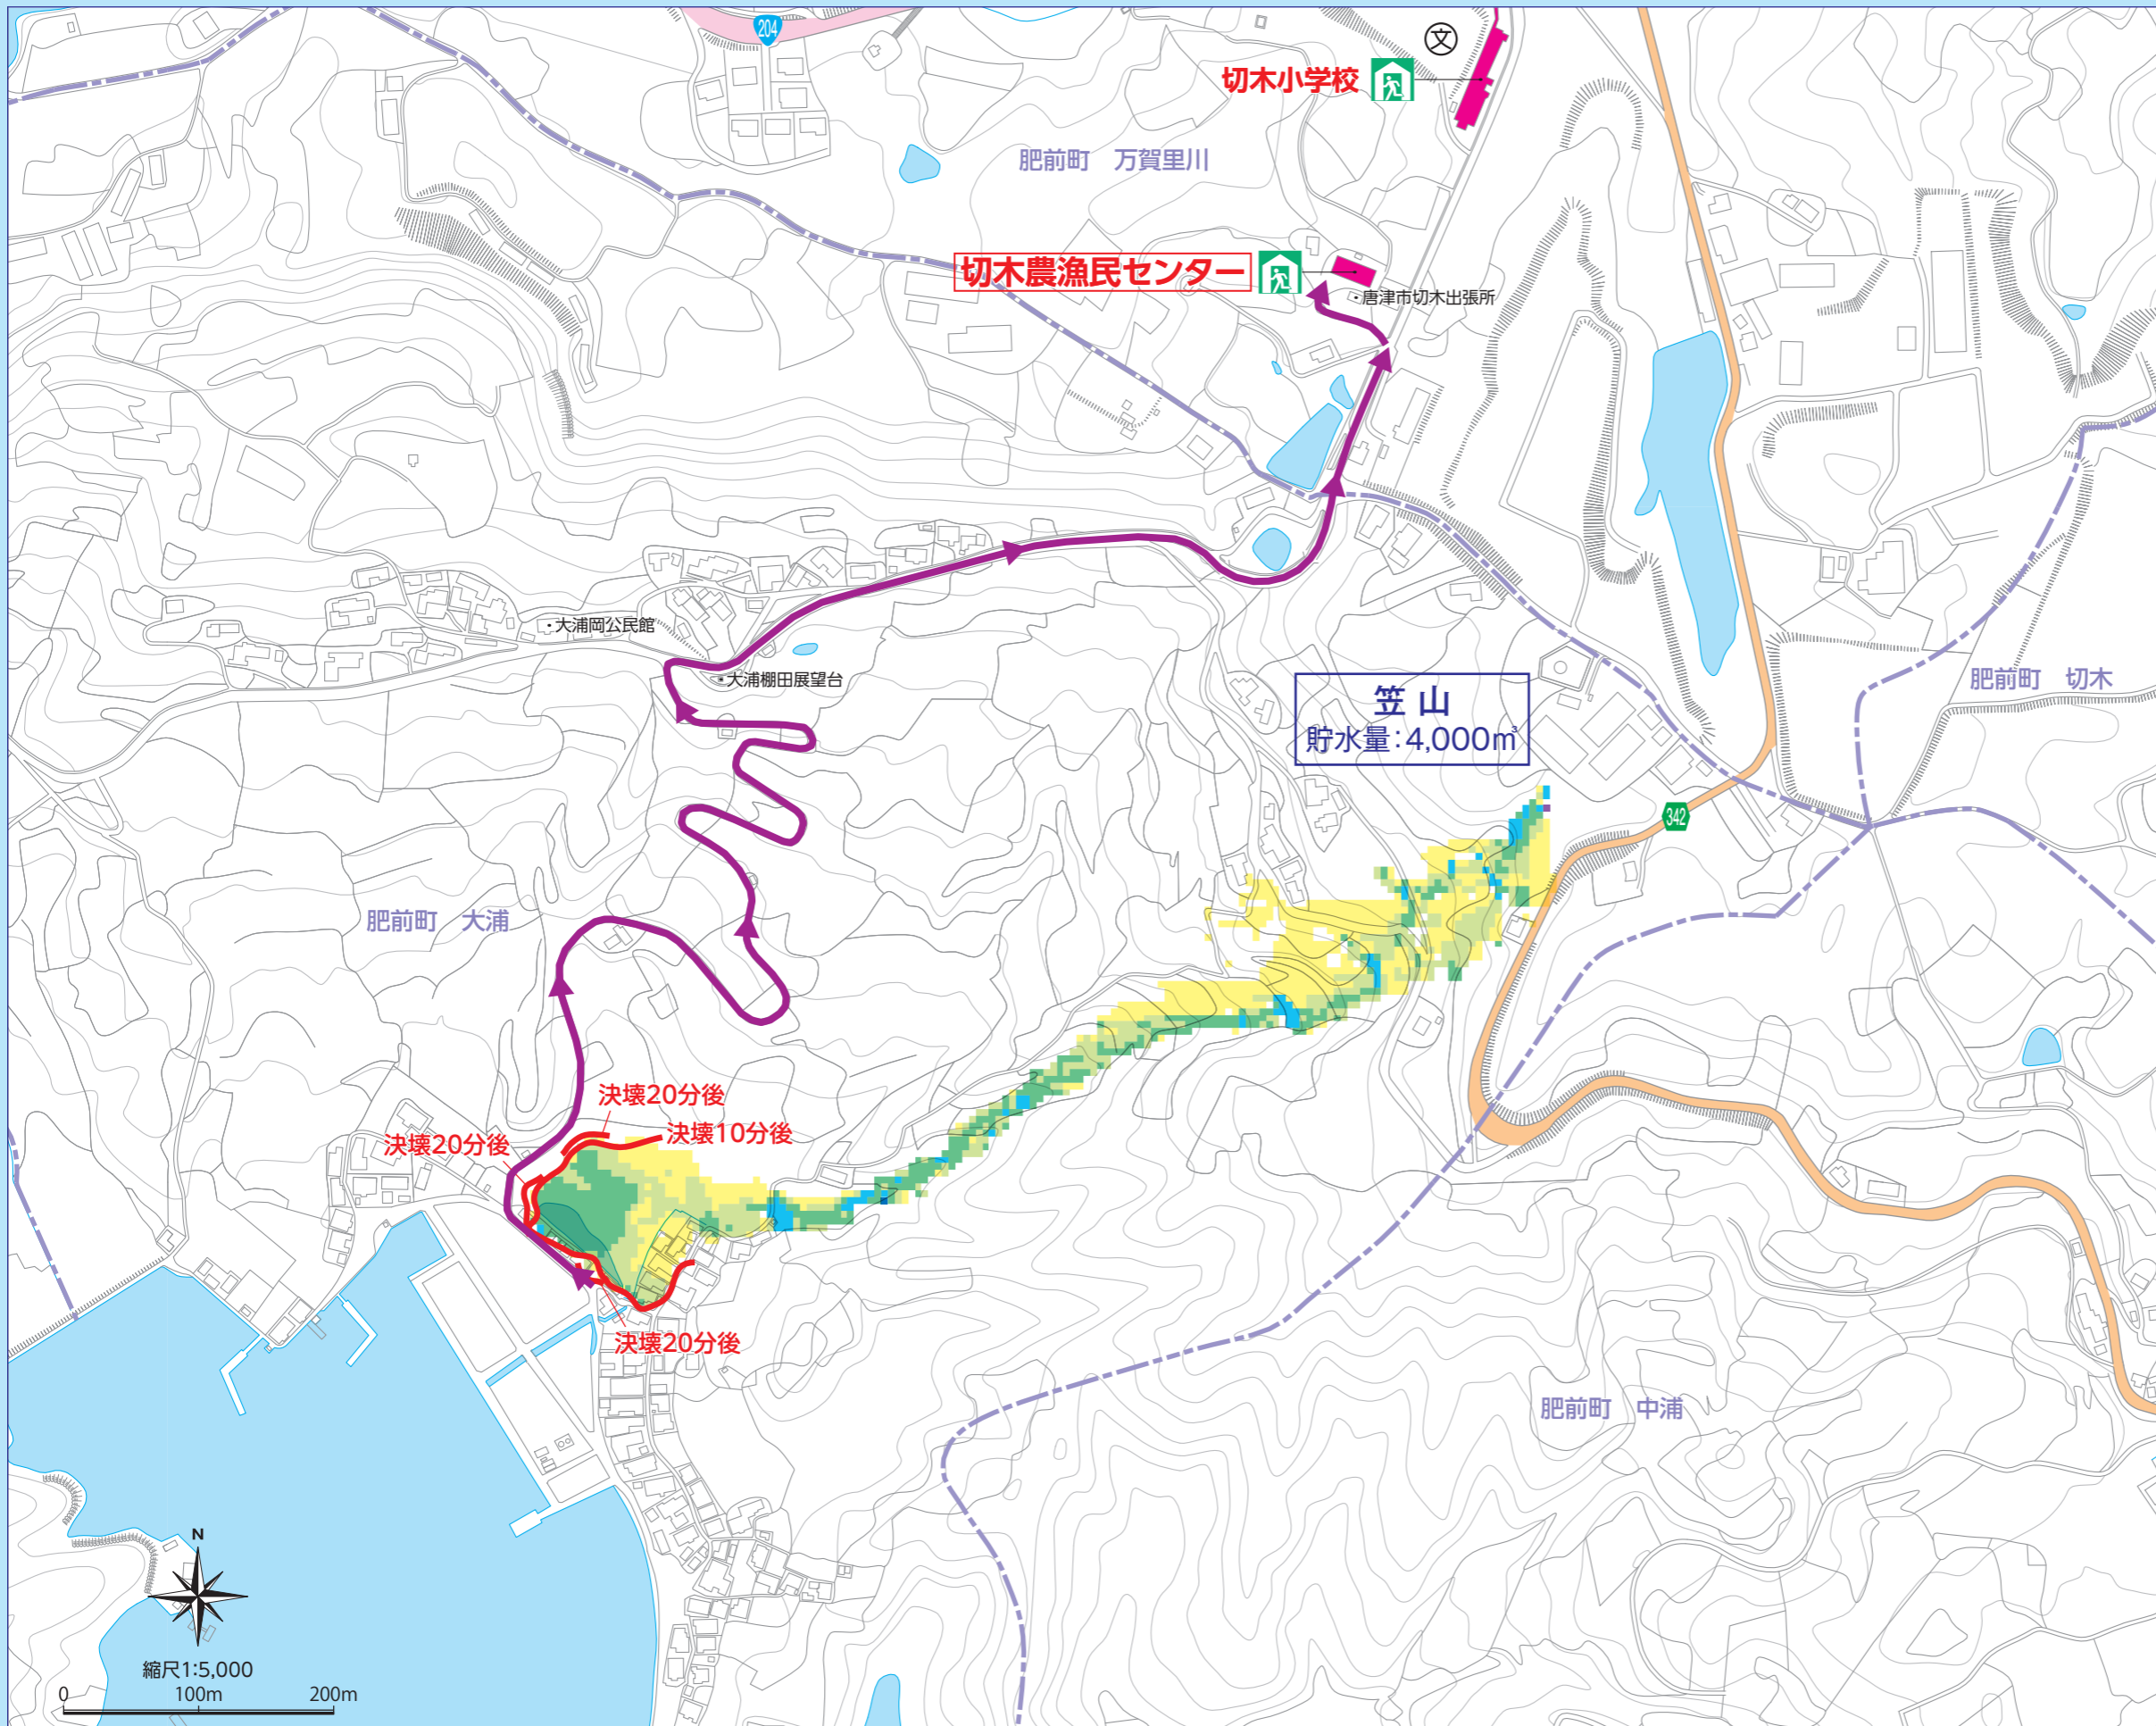 204
文
切木小学校
肥前町　万賀里川
切木農漁民センター
・唐津市切木出張所
・大浦岡公民館
・大浦棚田展望台
笠 山
貯水量：4,000㎥
肥前町　切木
342
肥前町　大浦
決壊20分後
決壊10分後
決壊20分後
決壊20分後
肥前町　中浦
N
縮尺1:5,000
0 100m 200m